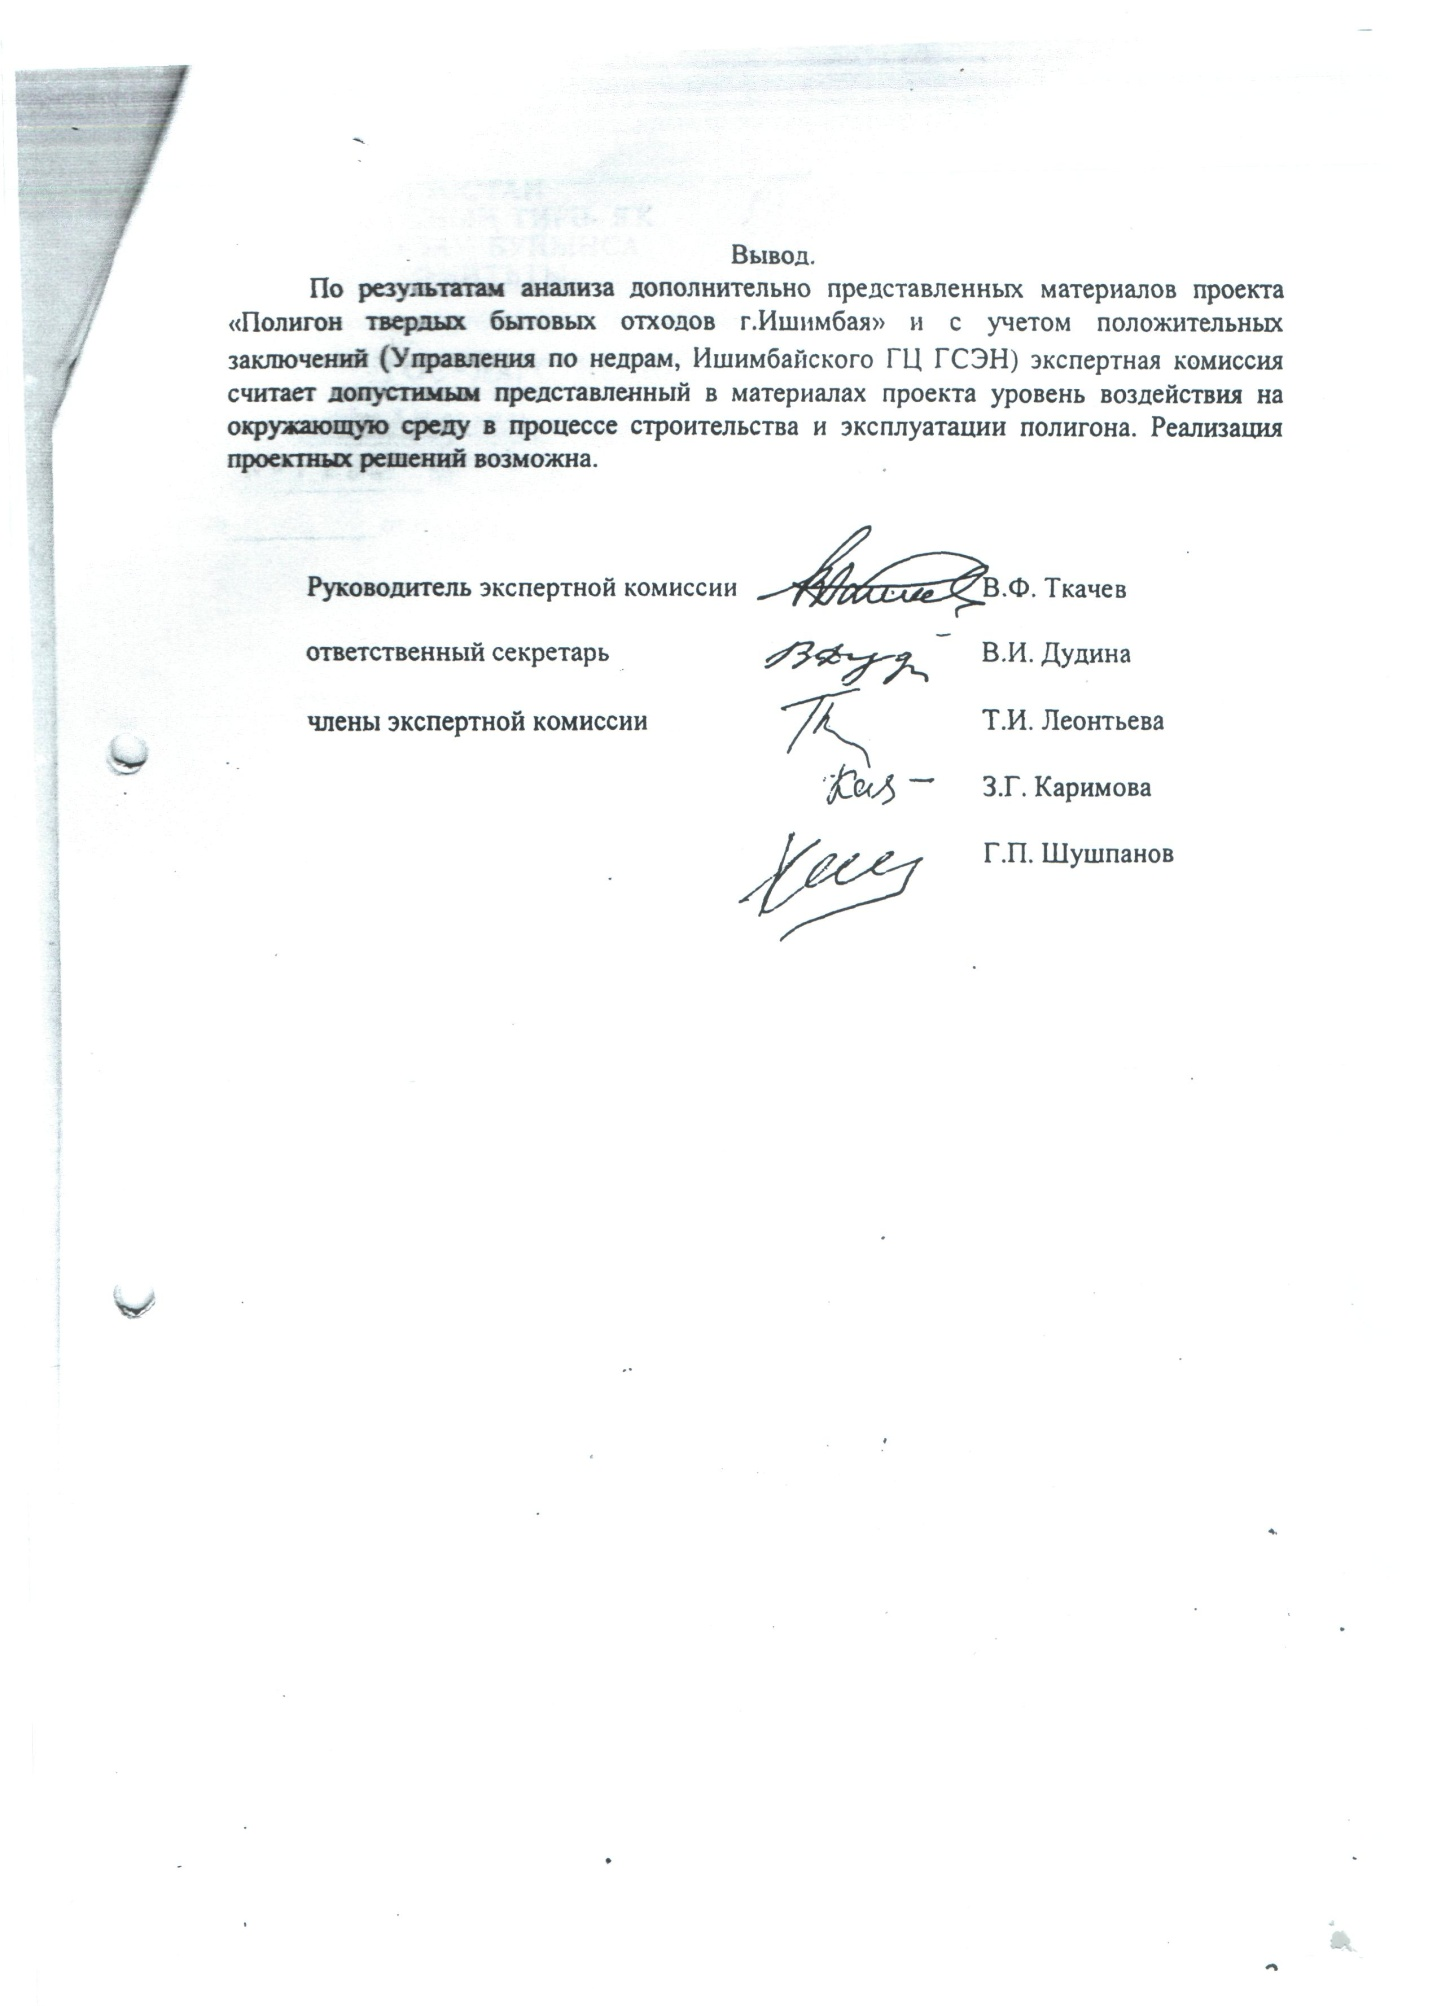 Вывод.
По результатам анализа дополнительно представленных материалов проекта
«Полигон твердых бытовых отходов г.Ишимбая» и с учетом положительных
заключений (Управления по недрам, Ишимбайского ГЦ ГСЭН) экспертная комиссия
считает допустимым представленный в материалах проекта уровень воздействия на
окружающую среду в процессе строительства и эксплуатации полигона. Реализация
проектных решений возможна.
Руководитель экспертной комиссии В.Ф. Ткачев
ответственный секретарь В.И. Дудина
члены экспертной комиссии Т.И. Леонтьева
З.Г. Каримова
Г.П. Шушпанов